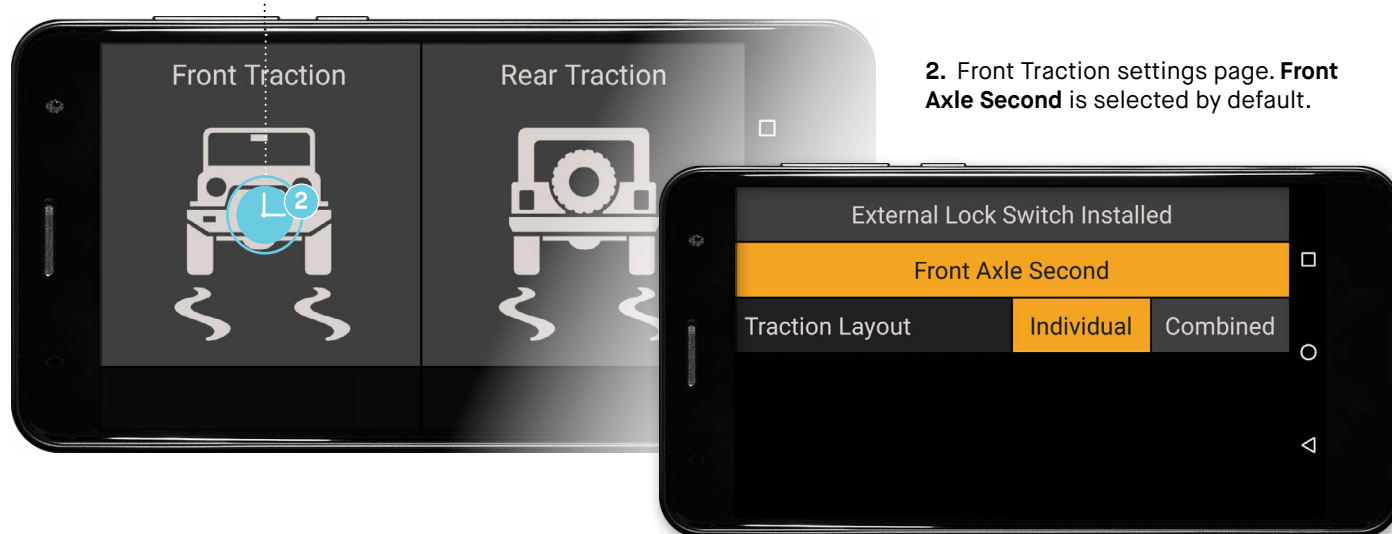 Front Traction
Rear Traction
2
2. Front Traction settings page. Front
Axle Second is selected by default.
External Lock Switch Installed
Front Axle Second
Traction Layout Individual Combined